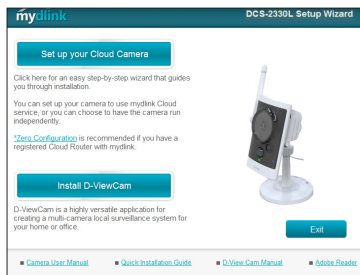 mydlink
DCS-2330L Setup Wizard
Set up your Cloud Camera
Click here for an easy step-by-step wizard that guides
you through installation.
You can set up your camera to use mydlink Cloud
service, or you can choose to have the camera run
independently.
*Zero Configuration is recommended if you have a
registered Cloud Router with mydlink.
Install D-ViewCam
D-ViewCam is a highly versatile application for
creating a multi-camera local surveillance system for
your home or office.
Exit
Camera User Manual
Quick Installation Guide
D-View Cam Manual
Adobe Reader